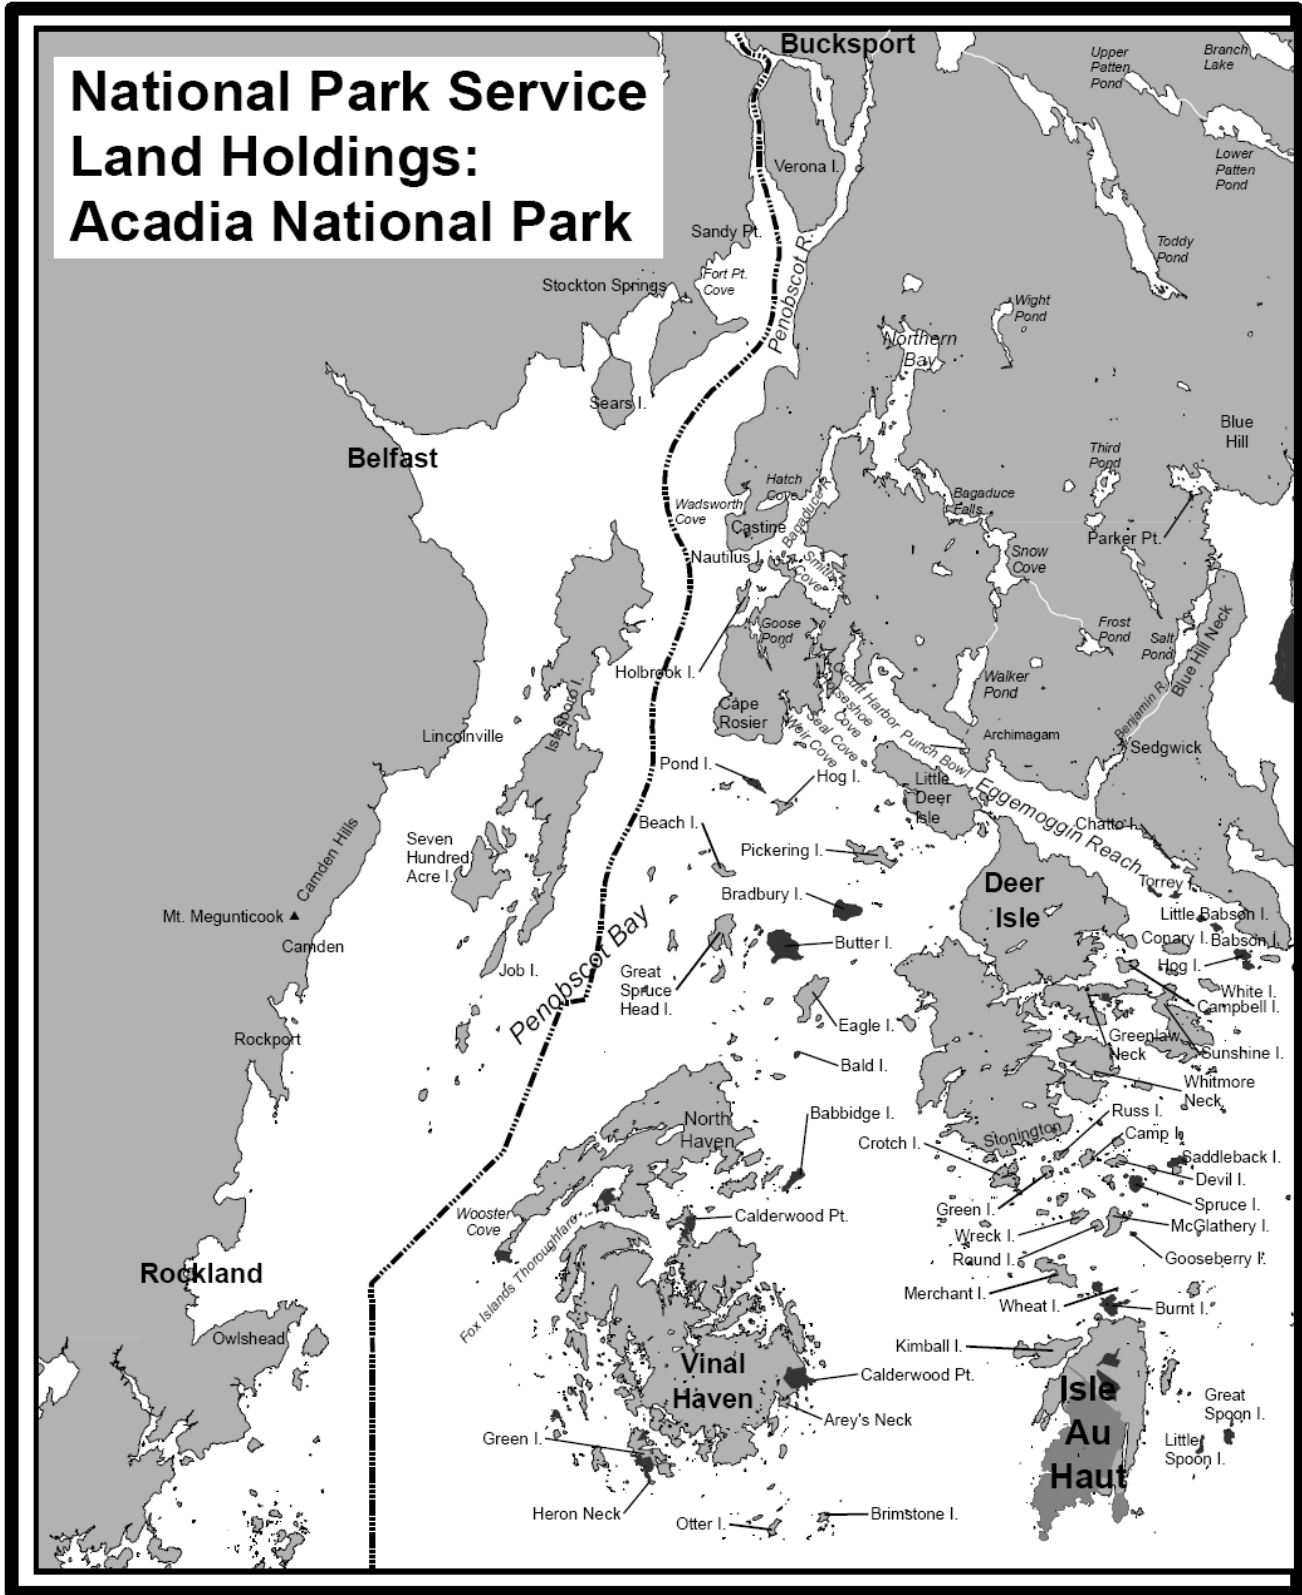 National Park Service
Land Holdings:
Acadia National Park
Bucksport
Upper
Patten
Pond
Branch
Lake
Lower
Patten
Pond
Verona I.
Sandy Pt.
Penobscot R.
Toddy
Pond
Fort Pt.
Cove
Stockton Springs
Wight
Pond
Northern
Bay
Sears I.
Blue
Hill
Belfast
Third
Pond
Hatch
Cove
Bagaduce R.
Bagaduce
Falls
Wadsworth
Cove
Castine
Parker Pt.
Nautilus I.
Smith
Cove
Snow
Cove
Goose
Pond
Frost
Pond
Salt
Pond
Blue Hill Neck
Holbrook I.
Walker
Pond
Orcutt Harbor
Horseshoe
Cove
Punch Bowl
Cape
Rosier
Seal Cove
Weir Cove
Benjamin R.
Islesboro I.
Lincolnville
Archimagam
Sedgwick
Pond I.
Hog I.
Little
Deer
Isle
Eggemoggin Reach
Beach I.
Chatto I.
Camden Hills
Seven
Hundred
Acre I.
Pickering I.
Deer
Isle
Torrey I.
Bradbury I.
Mt. Megunticook
Little Babson I.
Penobscot Bay
Butter I.
Conary I.
Babson I.
Camden
Hog I.
Job I.
Great
Spruce
Head I.
White I.
Campbell I.
Eagle I.
Rockport
Greenlaw
Neck
Sunshine I.
Bald I.
Whitmore
Neck
North
Haven
Babbidge I.
Russ I.
Stonington
Camp I.
Crotch I.
Saddleback I.
Devil I.
Wooster
Cove
Green I.
Spruce I.
Calderwood Pt.
McGlathery I.
Wreck I.
Round I.
Gooseberry I.
Fox Islands Thoroughfare
Rockland
Merchant I.
Wheat I.
Burnt I.
Owlshead
Kimball I.
Vinal
Haven
Calderwood Pt.
Isle
Au
Haut
Arey's Neck
Great
Spoon I.
Green I.
Little
Spoon I.
Heron Neck
Otter I.
Brimstone I.